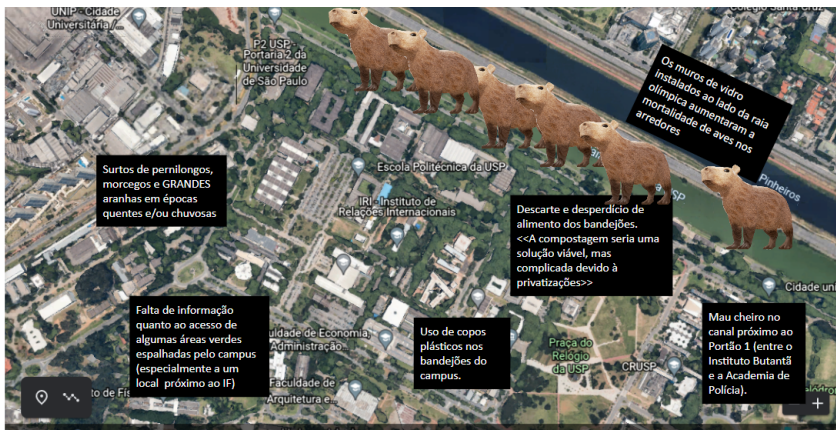 UNIP - Cidade
Universitária /...
Colégio Santa Cruz
P2 USP -
Portaria 2 da
Universidade
de São Paulo
Os muros de vidro
instalados ao lado da raia
olímpica aumentaram a
mortalidade de aves nos
arredores
Surtos de pernilongos,
morcegos e GRANDES
aranhas em épocas
quentes e/ou chuvosas
Escola Politécnica da USP
USP
Pinheiros
IRI - Instituto de
Relações Internacionais
Descarte e desperdício de
alimento dos bandejões.
<<A compostagem seria uma
solução viável, mas
complicada devido à
privatizações>>
Cidade uni
Falta de informação
quanto ao acesso de
algumas áreas verdes
espalhadas pelo campus
(especialmente a um
local próximo ao IF)
uldade de Economia,
Administração...
Uso de copos
plásticos nos
bandejões do
campus.
Praça do
Relógio
da USP
CRUSP
Mau cheiro no
canal próximo ao
Portão 1 (entre o
Instituto Butantã
e a Academia de
Polícia).
to de Fís
Faculdade de
Arquitetura e...